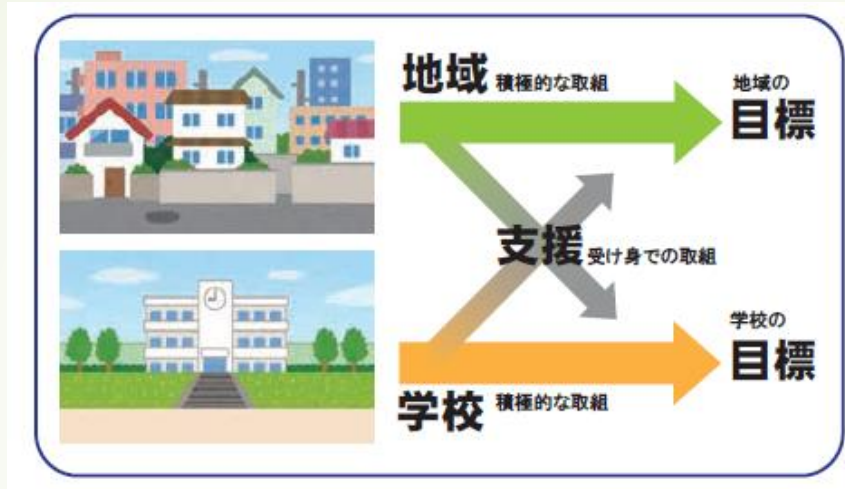 地域 積極的な取組
地域の
目標
支援 受け身での取組
学校の
目標
学校 積極的な取組